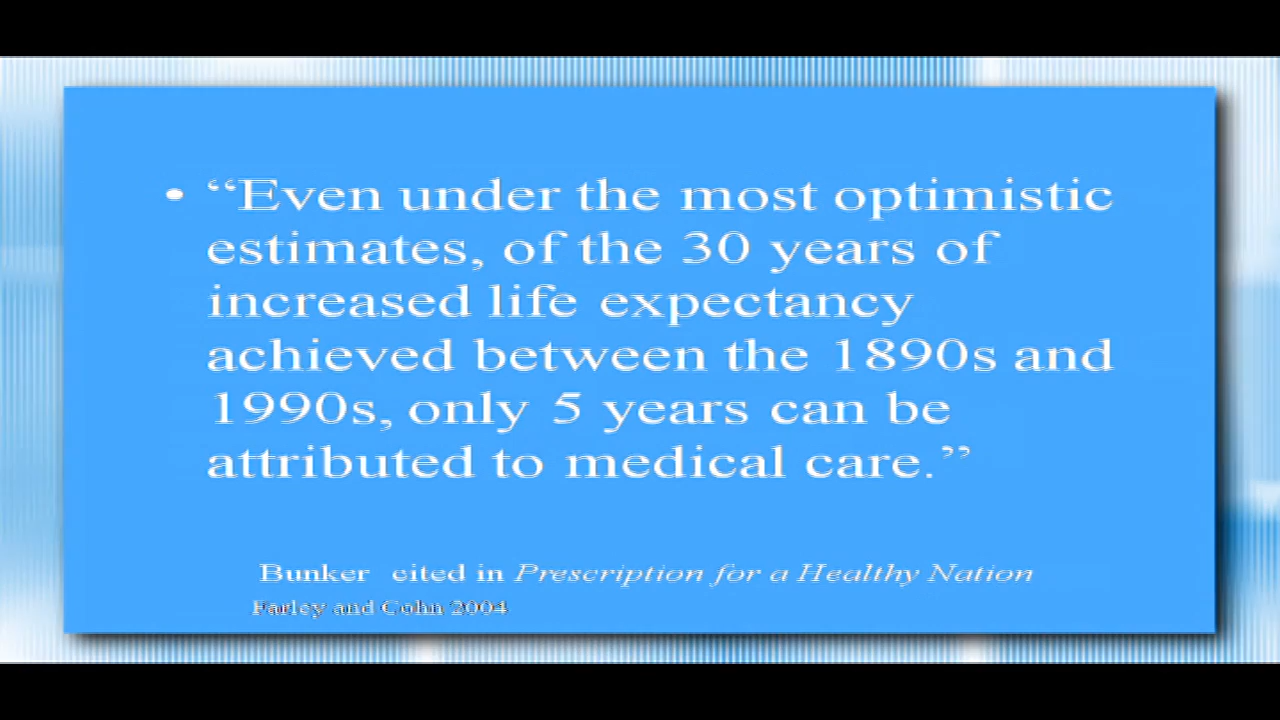 • “Even under the most optimistic
estimates, of the 30 years of
increased life expectancy
achieved between the 1890s and
1990s, only 5 years can be
attributed to medical care.”
Bunker cited in Prescription for a Healthy Nation
Farley and Cohn 2004